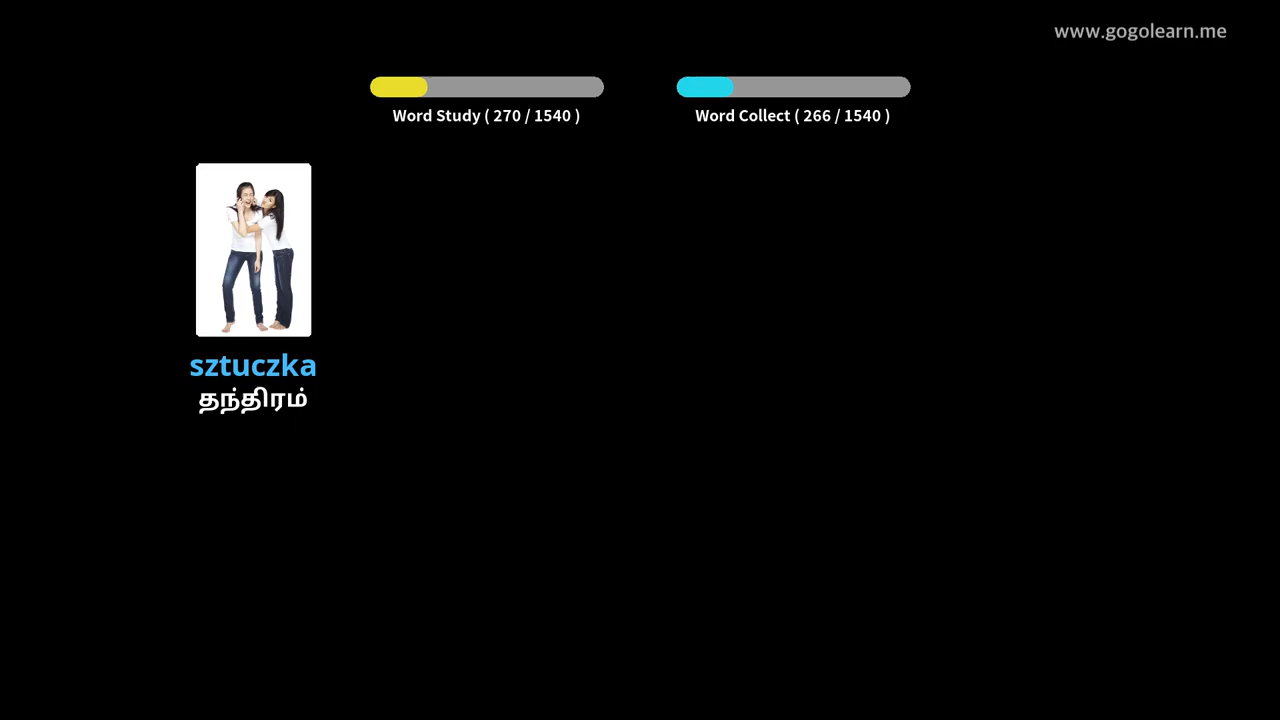 www.gogolearn.me
Word Study ( 270 / 1540 )
Word Collect ( 266 / 1540 )
sztuczka
தந்திரம்